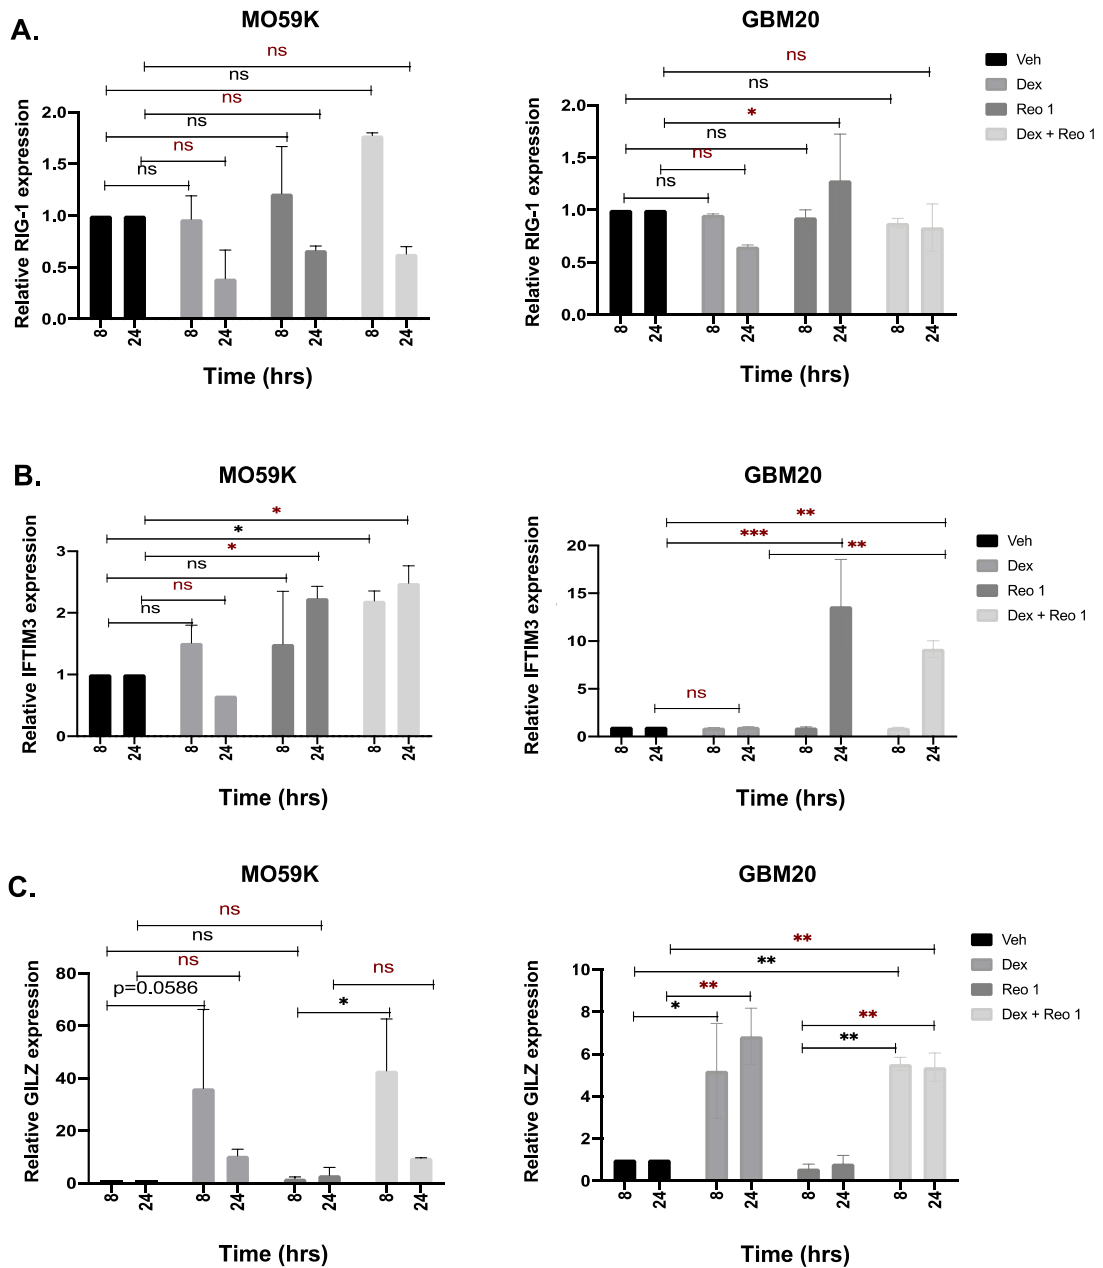 A.
MO59K
GBM20
ns
ns
ns
ns
ns
ns
2.0
1.5
1.0
0.5
0.0
Relative RIG-1 expression
8
24
8
24
8
24
8
24
Time (hrs)
ns
ns
*
ns
ns
ns
2.0
1.5
1.0
0.5
0.0
Relative RIG-1 expression
8
24
8
24
8
24
8
24
Time (hrs)
Veh
Dex
Reo 1
Dex + Reo 1
B.
MO59K
GBM20
*
*
*
ns
ns
ns
3
2
1
0
Relative IFTIM3 expression
8
24
8
24
8
24
8
24
Time (hrs)
**
***
**
ns
20
15
10
5
0
Relative IFTIM3 expression
8
24
8
24
8
24
8
24
Time (hrs)
Veh
Dex
Reo 1
Dex + Reo 1
C.
MO59K
GBM20
ns
ns
ns
ns
p=0.0586
*
80
60
40
20
0
Relative GILZ expression
8
24
8
24
8
24
8
24
Time (hrs)
**
**
**
*
**
**
10
8
6
4
2
0
Relative GILZ expression
8
24
8
24
8
24
8
24
Time (hrs)
Veh
Dex
Reo 1
Dex + Reo 1